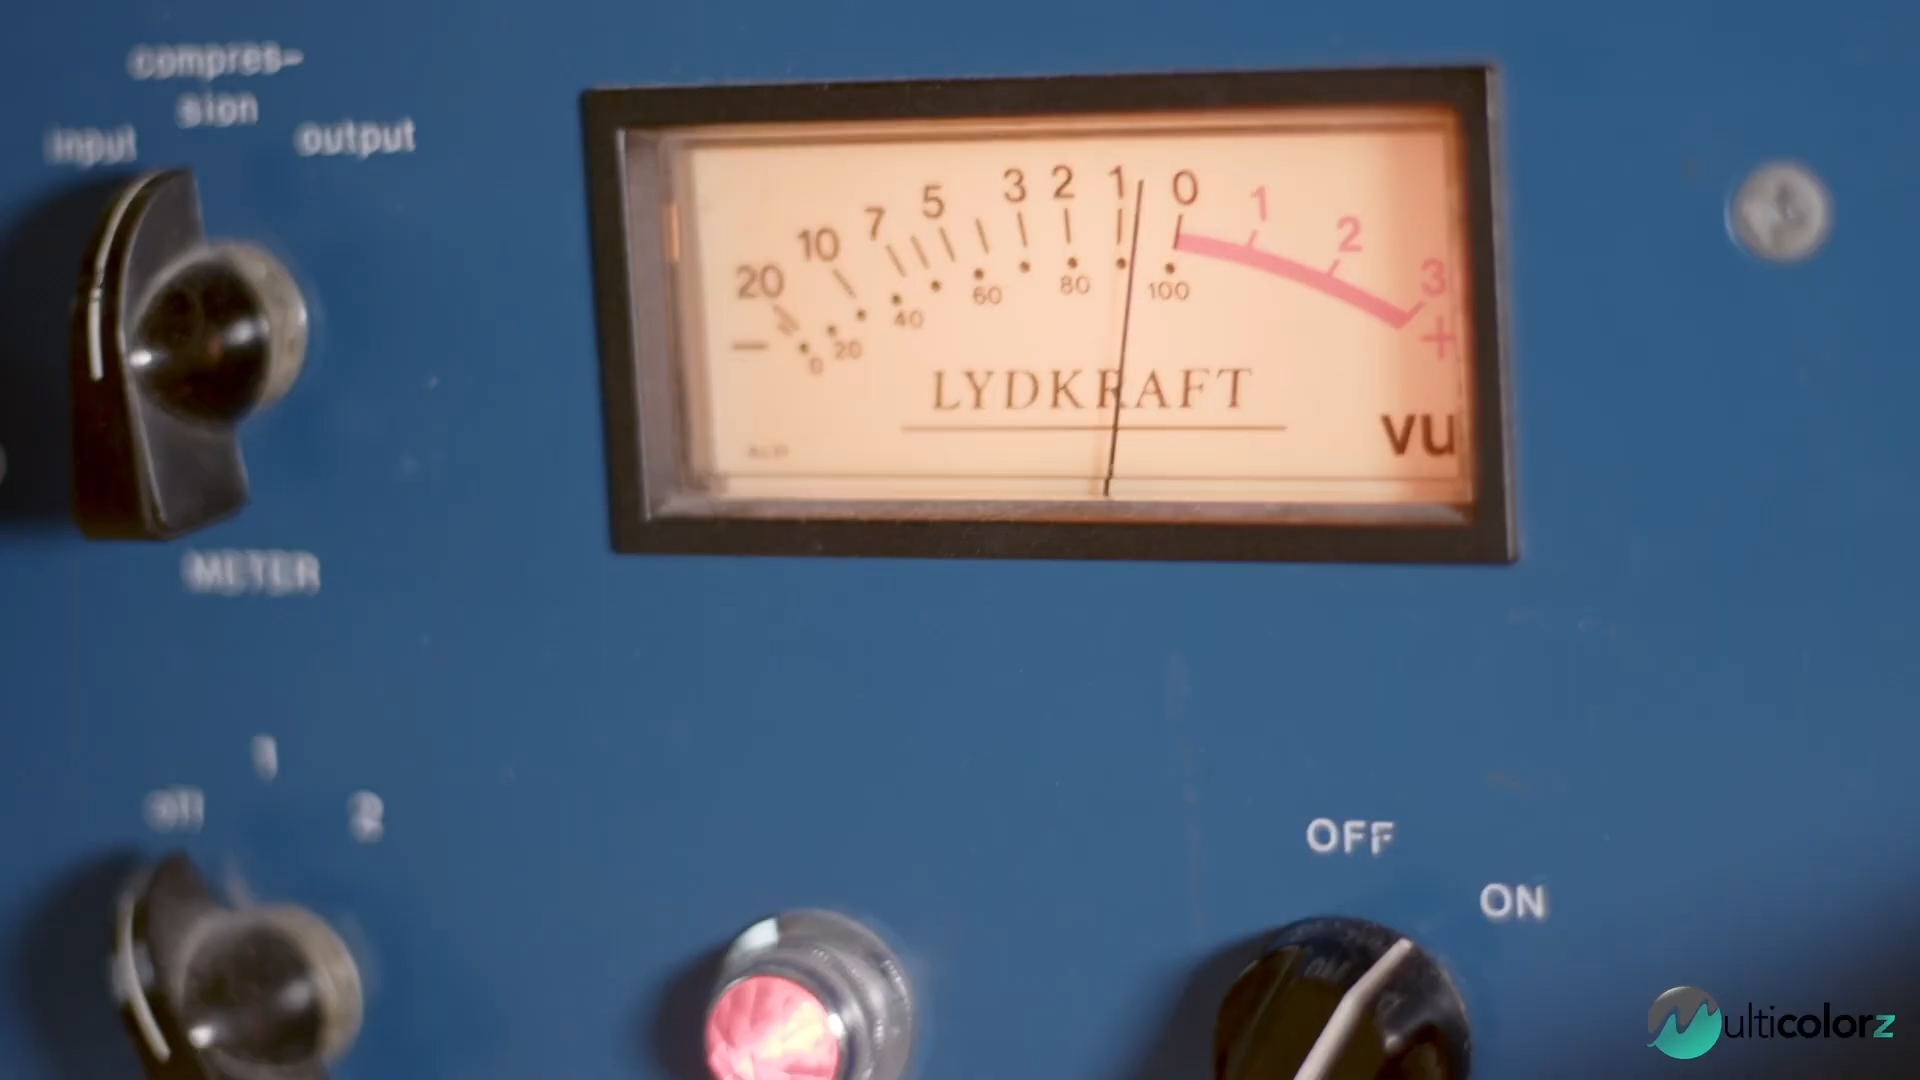 compres-
sion
input
output
3 2 1 0
5
7
10
20
1
2
3
+
0 20 40 60 80 100
LYDKRAFT
vu
METER
1
off
2
OFF
ON
Multicolorz